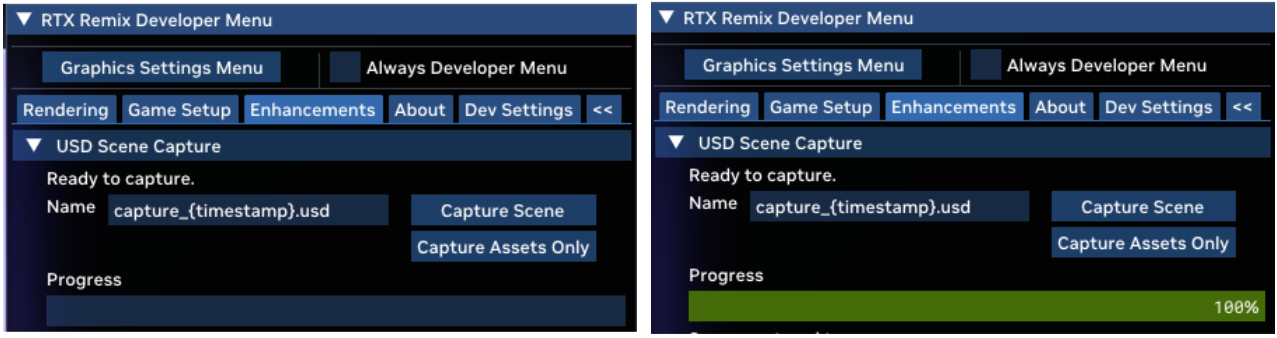 RTX Remix Developer Menu
Graphics Settings Menu Always Developer Menu
Rendering Game Setup Enhancements About Dev Settings <<
USD Scene Capture
Ready to capture.
Name capture_{timestamp}.usd Capture Scene
Capture Assets Only
Progress
RTX Remix Developer Menu
Graphics Settings Menu Always Developer Menu
Rendering Game Setup Enhancements About Dev Settings <<
USD Scene Capture
Ready to capture.
Name capture_{timestamp}.usd Capture Scene
Capture Assets Only
Progress
100%